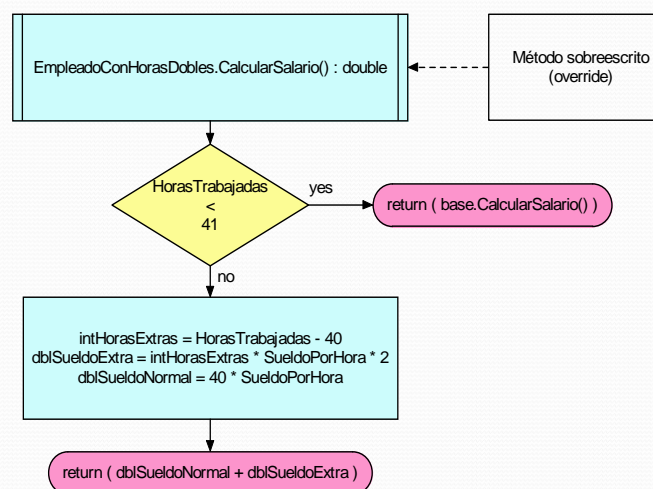 EmpleadoConHorasDobles.CalcularSalario() : double
Método sobreescrito
(override)
HorasTrabajadas
<
41
yes
return ( base.CalcularSalario() )
no
intHorasExtras = HorasTrabajadas - 40
dblSueldoExtra = intHorasExtras * SueldoPorHora * 2
dblSueldoNormal = 40 * SueldoPorHora
return ( dblSueldoNormal + dblSueldoExtra )